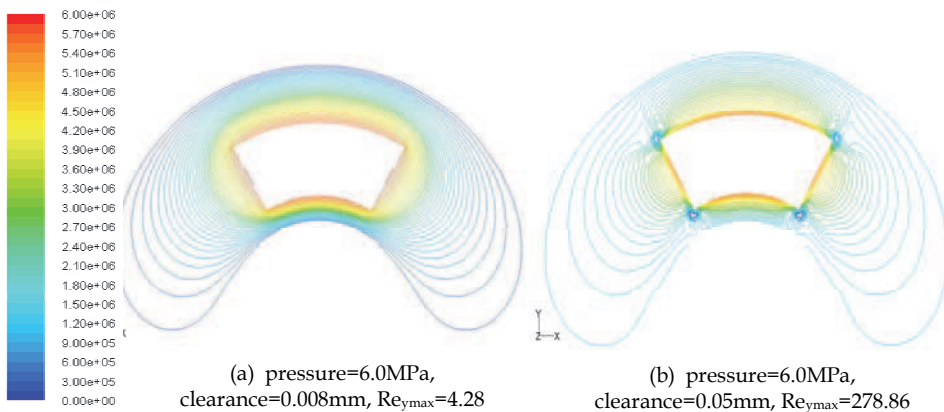 6.00e+06
5.70e+06
5.40e+06
5.10e+06
4.80e+06
4.50e+06
4.20e+06
3.90e+06
3.60e+06
3.30e+06
3.00e+06
2.70e+06
2.40e+06
2.10e+06
1.80e+06
1.50e+06
1.20e+06
9.00e+05
6.00e+05
3.00e+05
0.00e+00
Y
Z X
(a) pressure=6.0MPa,
clearance=0.008mm, Reymax=4.28
(b) pressure=6.0MPa,
clearance=0.05mm, Reymax=278.86